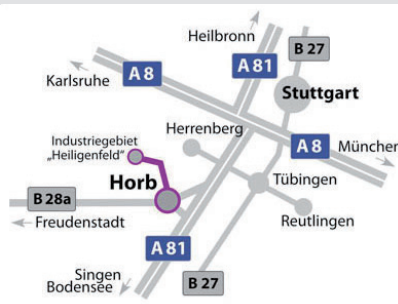 Heilbronn
B 27
A 81
A 8
Karlsruhe
Stuttgart
Industriegebiet
„Heiligenfeld“
Herrenberg
A 8
München
Horb
Tübingen
B 28a
Freudenstadt
Reutlingen
A 81
Singen
Bodensee
B 27